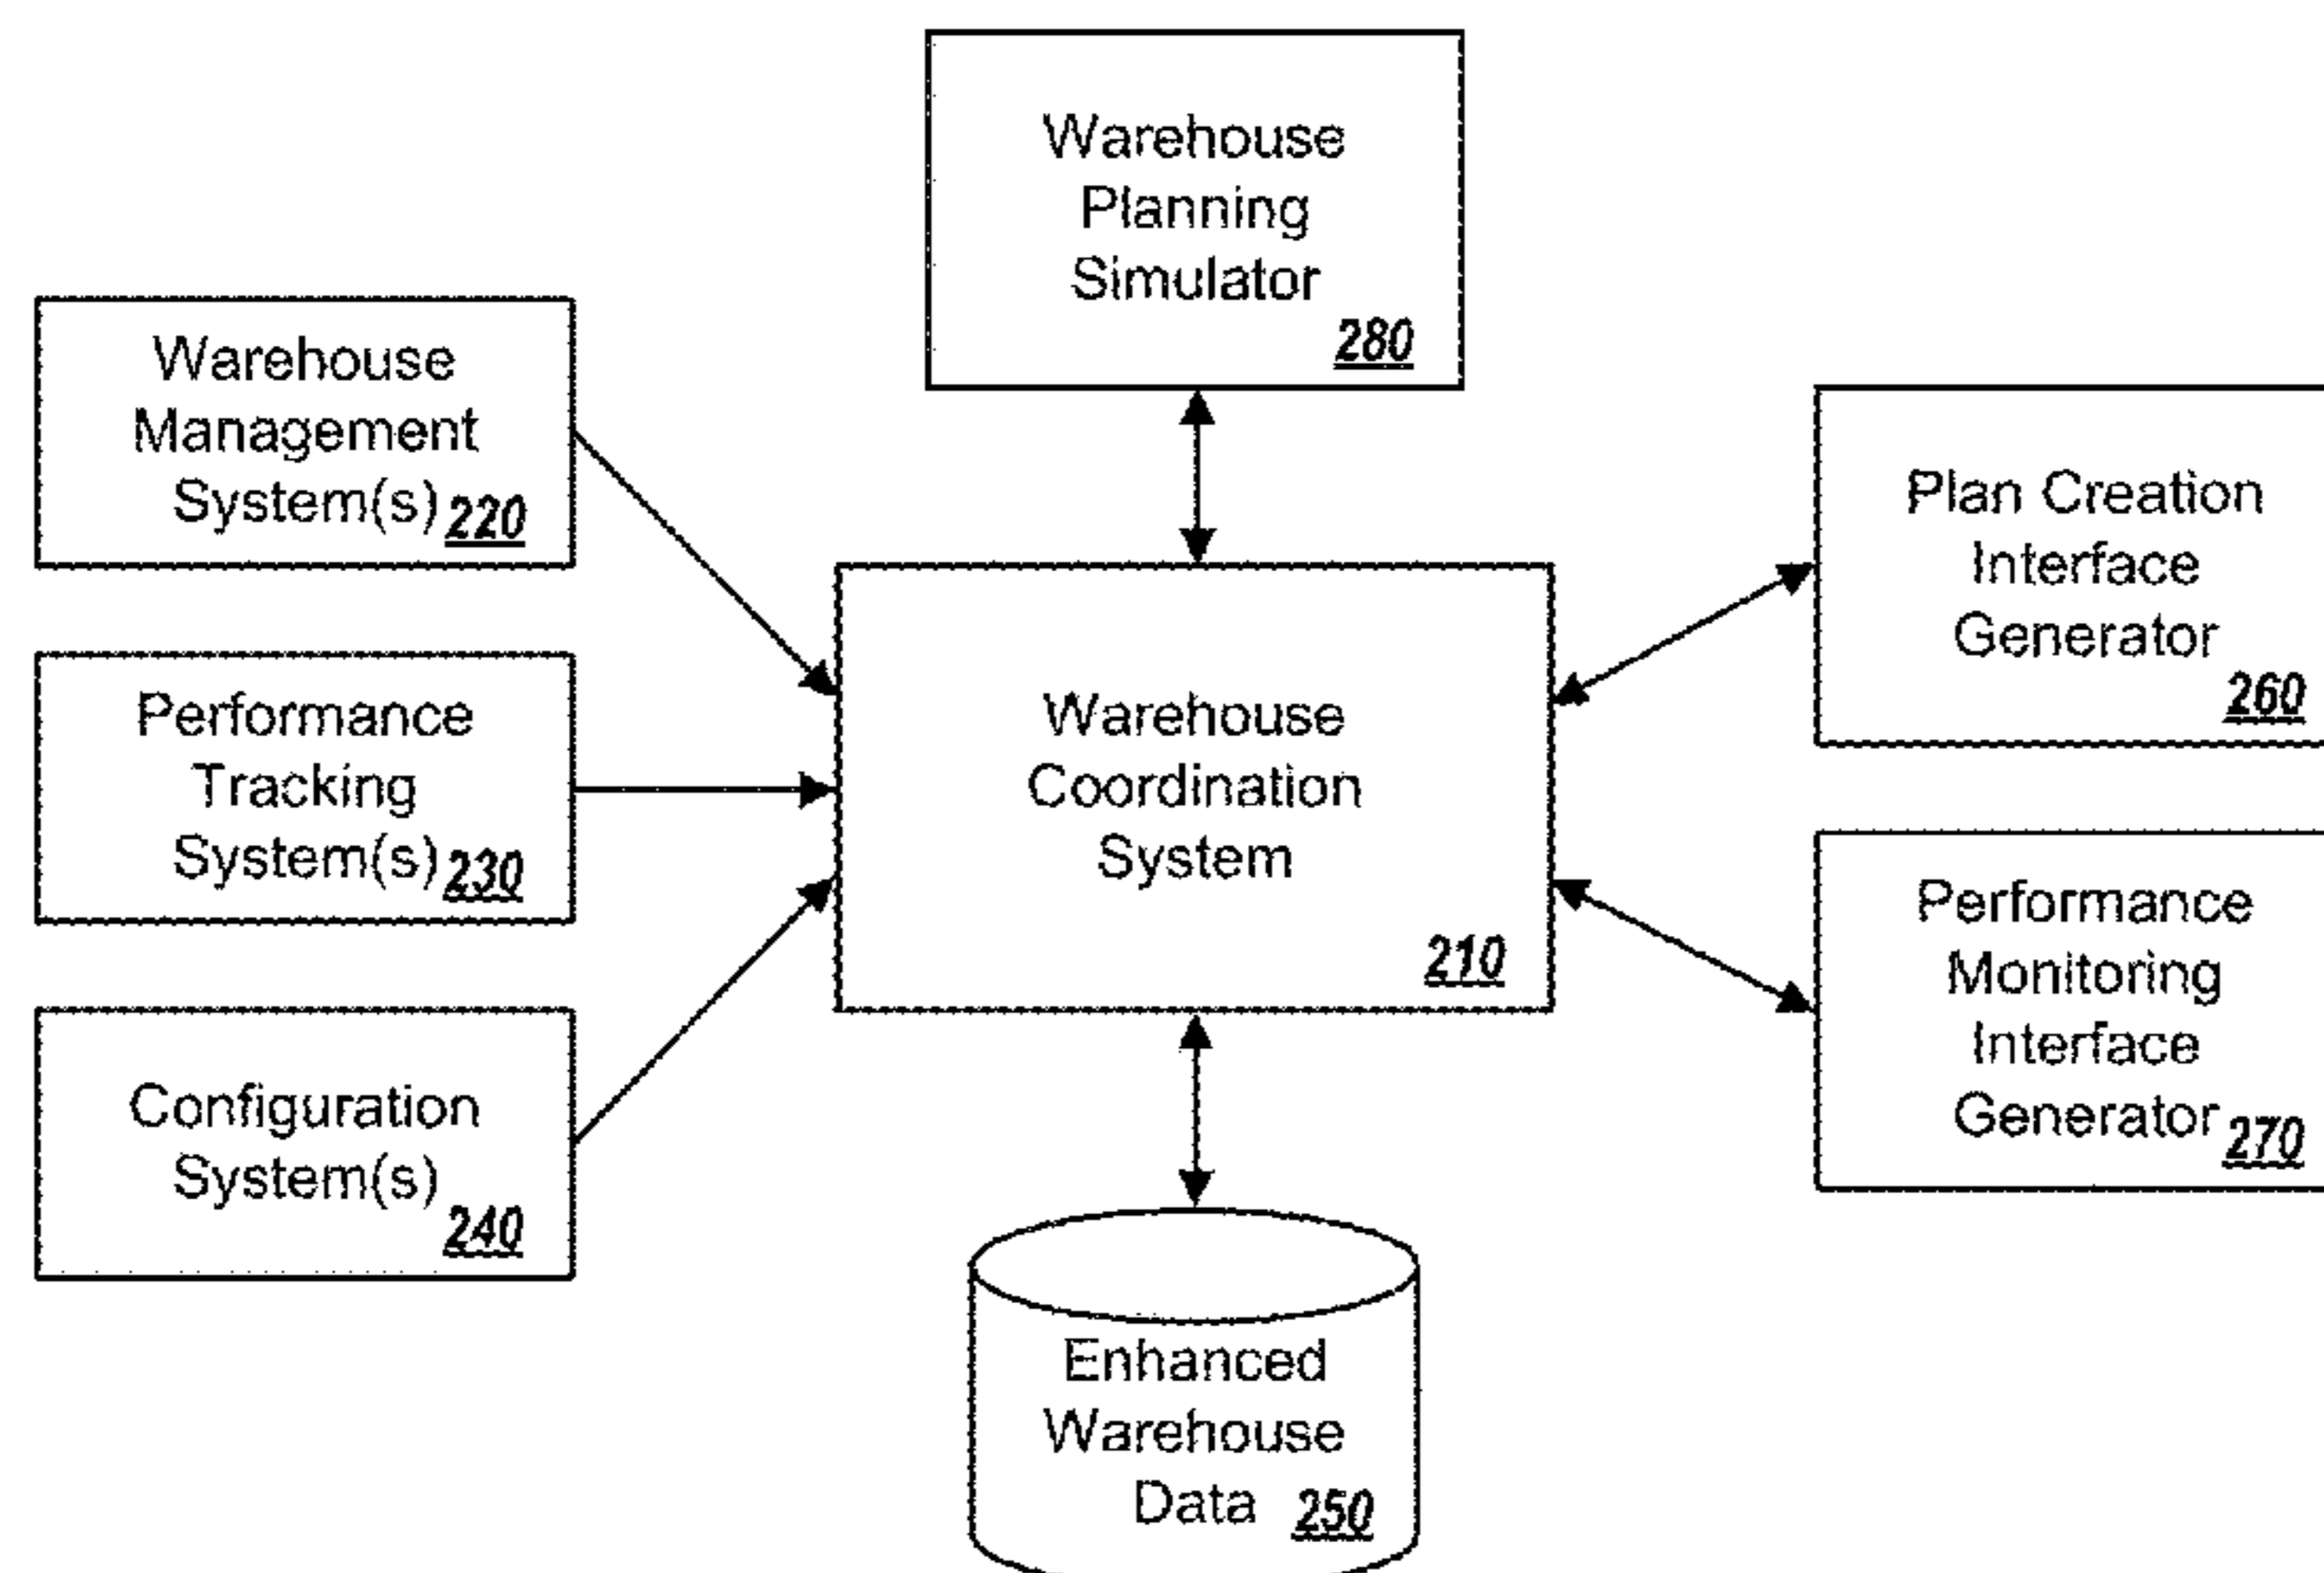 Warehouse
Planning
Simulator
280
Warehouse
Management
System(s) 220
Performance
Tracking
System(s) 230
Configuration
System(s)
240
Warehouse
Coordination
System
210
Plan Creation
Interface
Generator
260
Performance
Monitoring
Interface
Generator 270
Enhanced
Warehouse
Data 250